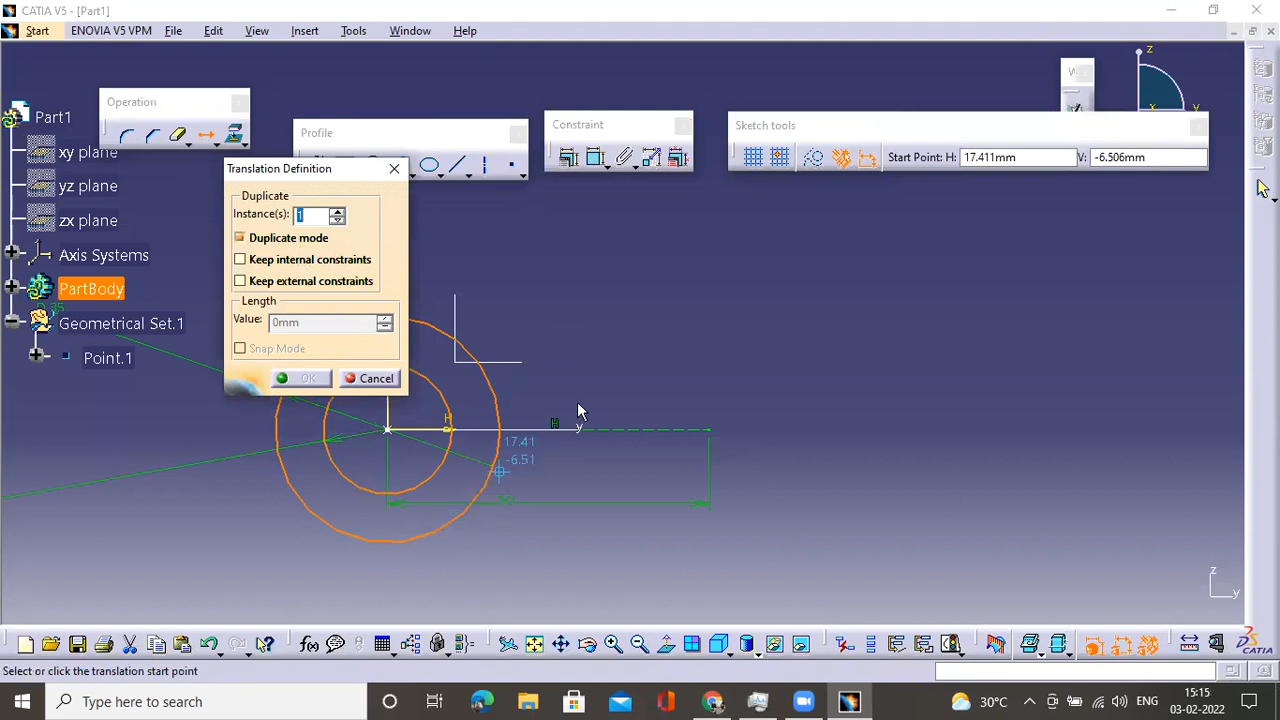 CATIA V5 - [Part1]
Start ENOVIA V5 VPM File Edit View Insert Tools Window Help
Operation
Profile
Constraint
Sketch tools
Start Point: H: 17.411mm V: -6.506mm
z
x y
Part1
xy plane
yz plane
zx plane
Axis Systems
PartBody
Geometrical Set.1
Point.1
Translation Definition
Duplicate
Instance(s): 1
Duplicate mode
Keep internal constraints
Keep external constraints
Length
Value: 0mm
Snap Mode
OK Cancel
D 35
H
H
y
17.41
-6.51
z
y
f(x)
CATIA
Select or click the translation start point
Type here to search
30°C
ENG
15:15
03-02-2022